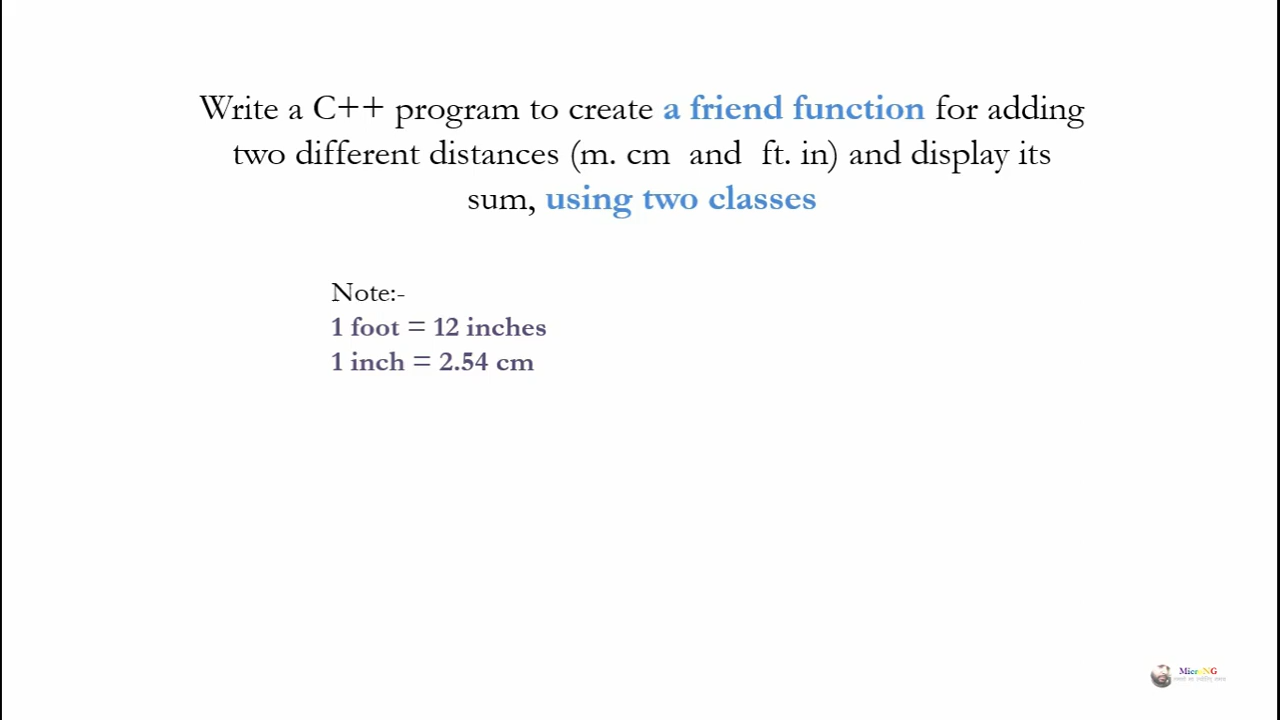 Write a C++ program to create a friend function for adding
two different distances (m. cm and ft. in) and display its
sum, using two classes
Note:-
1 foot = 12 inches
1 inch = 2.54 cm
MicroNG